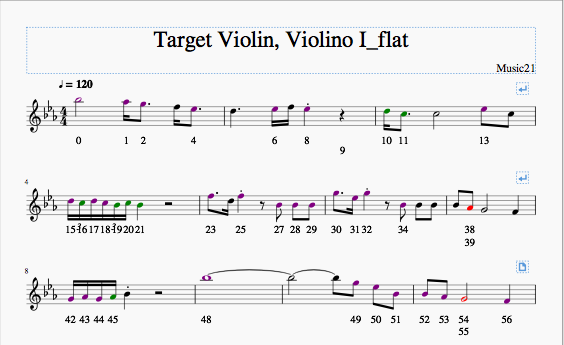 Target Violin, Violino I_flat
Music21
♩ = 120
4
4
0 1 2 4 6 8 9 10 11 13
4
15 16 17 18 19 20 21 23 25 27 28 29 30 31 32 34 38
39
8
42 43 44 45 48 49 50 51 52 53 54 56
55